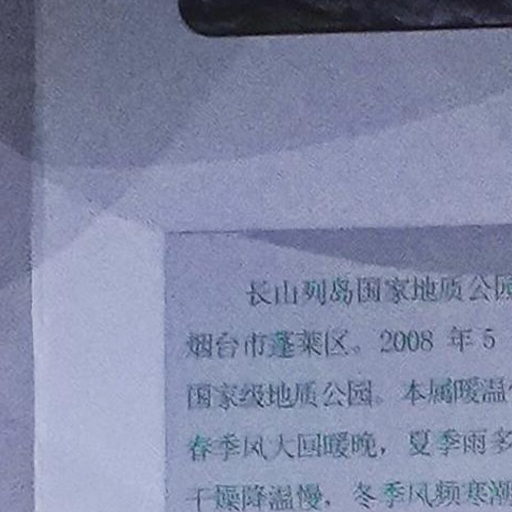 长山列岛国家地质公园
烟台市蓬莱区。2008 年 5
国家级地质公园。本属暖温
春季风大回暖晚，夏季雨多
干燥降温慢，冬季风频寒潮